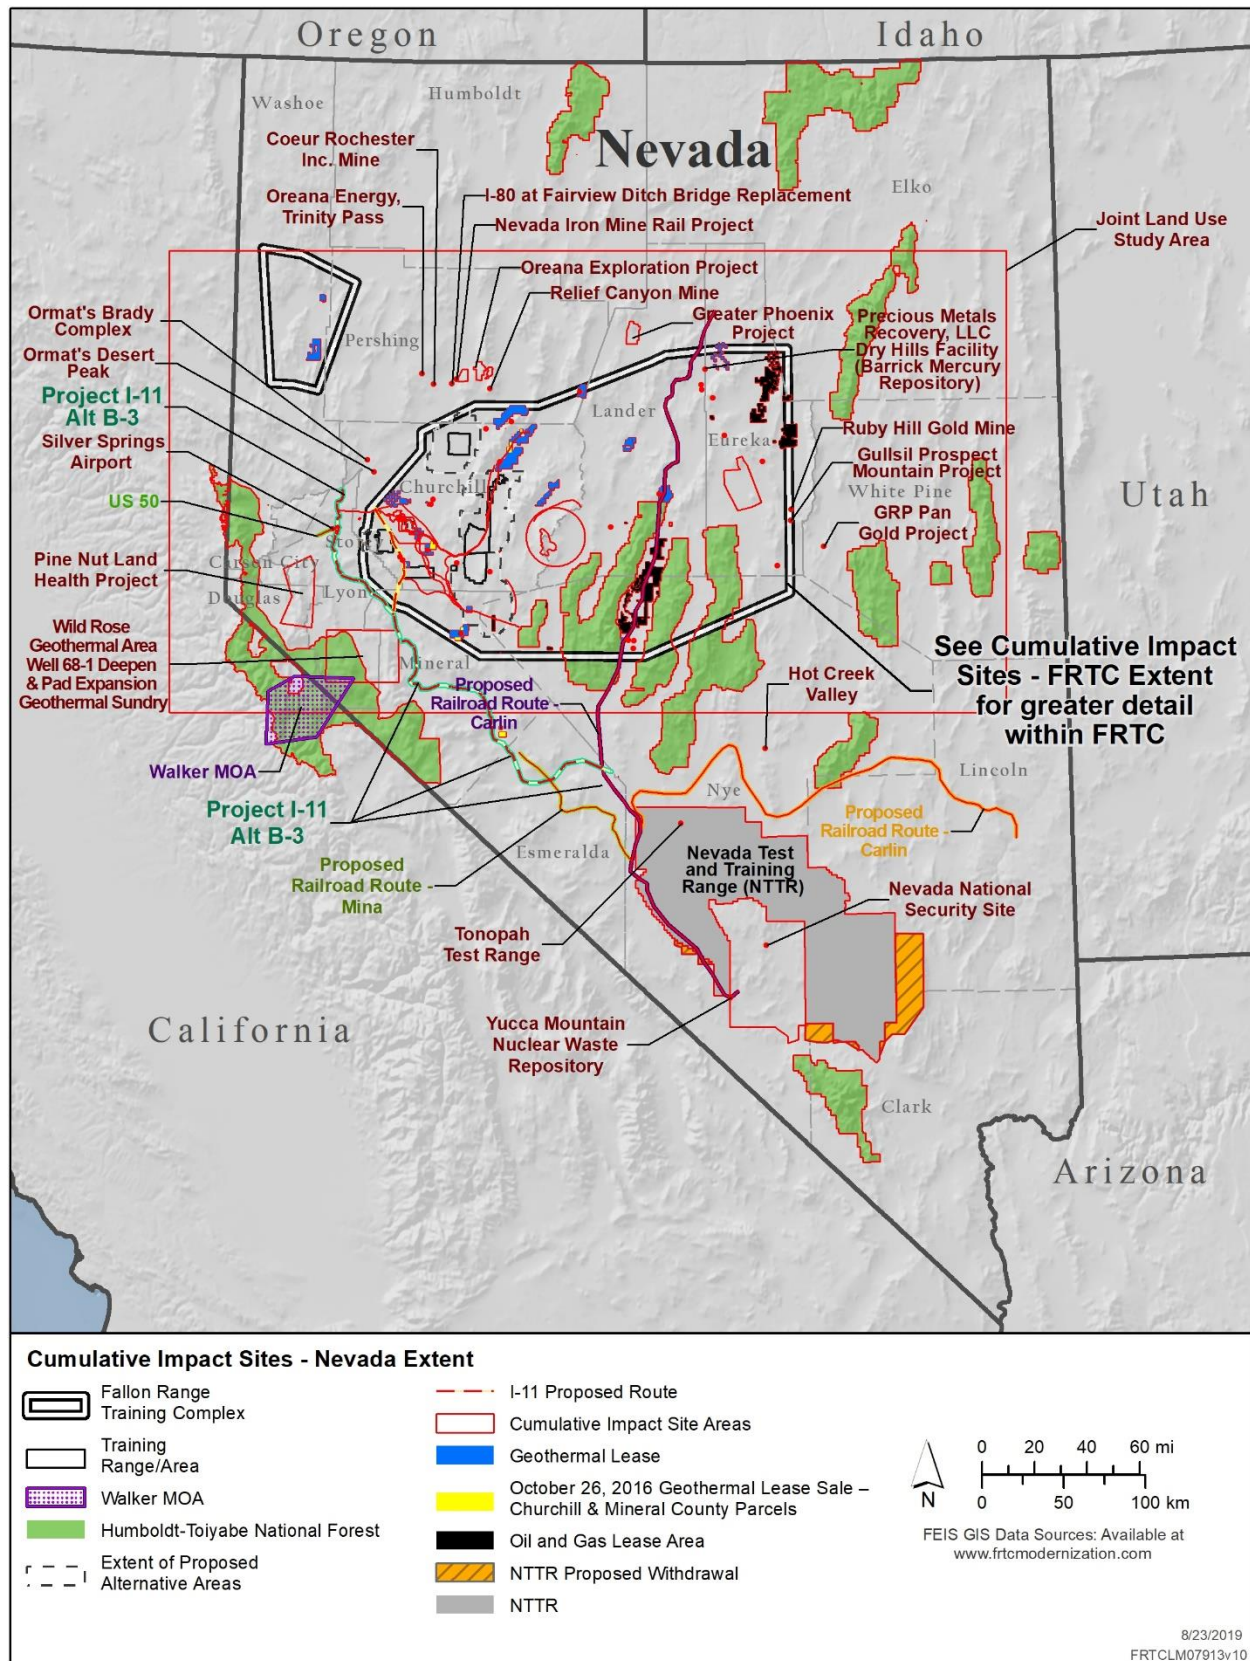 Oregon
Idaho
Washoe
Humboldt
Nevada
Elko
Coeur Rochester
Inc. Mine
Oreana Energy,
Trinity Pass
I-80 at Fairview Ditch Bridge Replacement
Nevada Iron Mine Rail Project
Joint Land Use
Study Area
Oreana Exploration Project
Relief Canyon Mine
Ormat's Brady
Complex
Ormat's Desert
Peak
Project I-11
Alt B-3
Silver Springs
Airport
US 50
Pine Nut Land
Health Project
Wild Rose
Geothermal Area
Well 68-1 Deepen
& Pad Expansion
Geothermal Sundry
Pershing
Greater Phoenix
Project
Precious Metals
Recovery, LLC
Dry Hills Facility
(Barrick Mercury
Repository)
Lander
Eureka
Ruby Hill Gold Mine
Gullsil Prospect
Mountain Project
White Pine
GRP Pan
Gold Project
Utah
Churchill
Storey
Carson City
Douglas
Lyon
Mineral
See Cumulative Impact
Sites - FRTC Extent
for greater detail
within FRTC
Proposed
Railroad Route -
Carlin
Hot Creek
Valley
Walker MOA
Project I-11
Alt B-3
Nye
Lincoln
Proposed
Railroad Route -
Carlin
Esmeralda
Proposed
Railroad Route -
Mina
Nevada Test
and Training
Range (NTTR)
Nevada National
Security Site
Tonopah
Test Range
Yucca Mountain
Nuclear Waste
Repository
California
Clark
Arizona
Cumulative Impact Sites - Nevada Extent
Fallon Range
Training Complex
Training
Range/Area
Walker MOA
Humboldt-Toiyabe National Forest
Extent of Proposed
Alternative Areas
I-11 Proposed Route
Cumulative Impact Site Areas
Geothermal Lease
October 26, 2016 Geothermal Lease Sale –
Churchill & Mineral County Parcels
Oil and Gas Lease Area
NTTR Proposed Withdrawal
NTTR
N
0 20 40 60 mi
0 50 100 km
FEIS GIS Data Sources: Available at
www.frtcmodernization.com
8/23/2019
FRTCLM07913v10